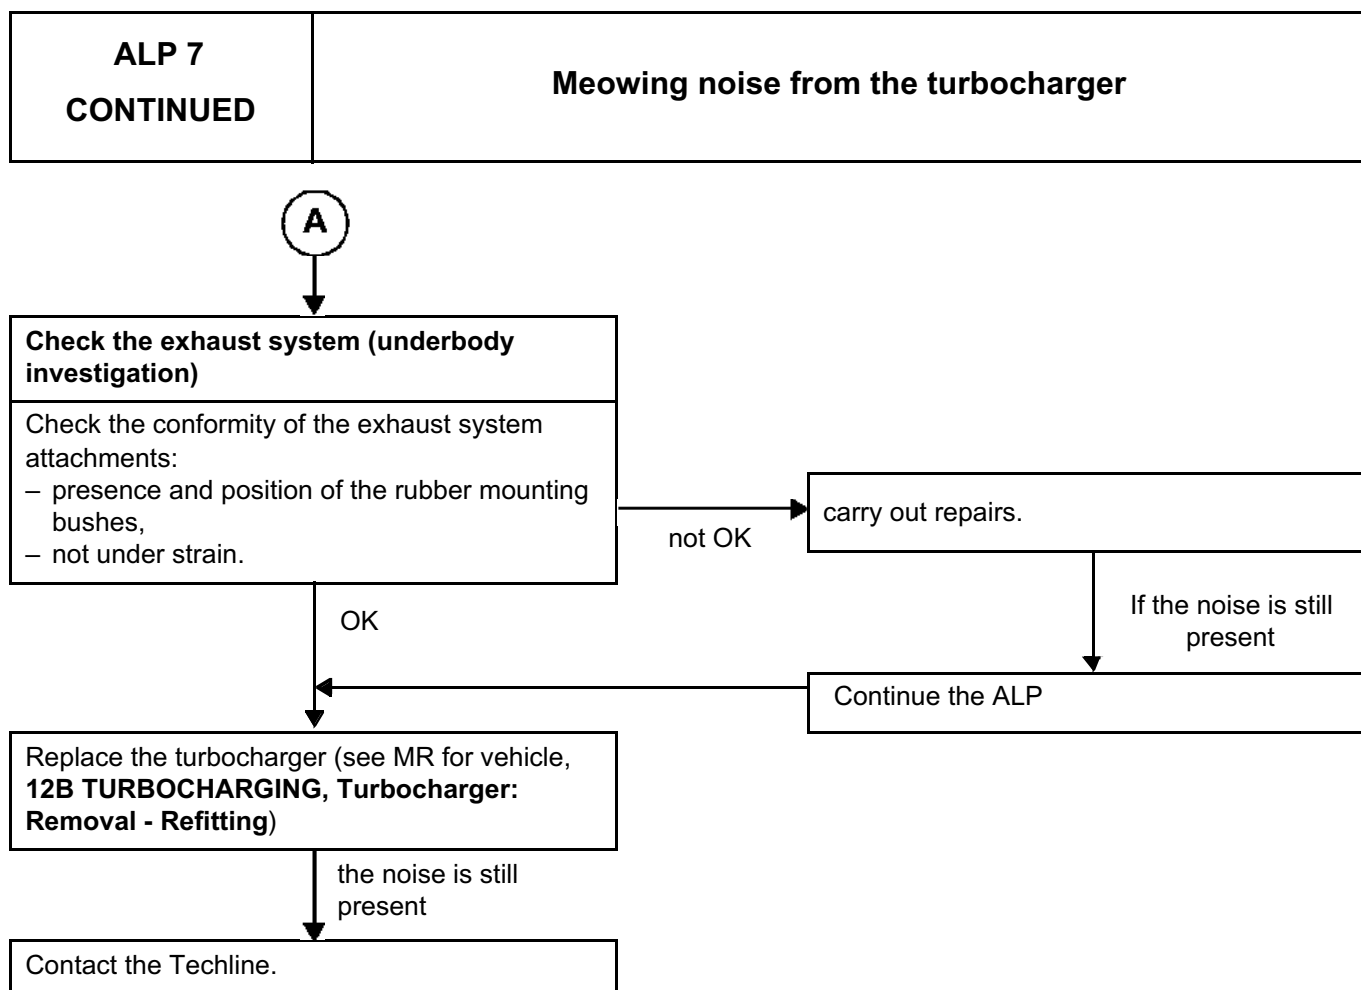 ALP 7
CONTINUED
Meowing noise from the turbocharger
A
Check the exhaust system (underbody
investigation)
Check the conformity of the exhaust system
attachments:
– presence and position of the rubber mounting
bushes,
– not under strain.
not OK
carry out repairs.
OK
If the noise is still
present
Continue the ALP
Replace the turbocharger (see MR for vehicle,
12B TURBOCHARGING, Turbocharger:
Removal - Refitting)
the noise is still
present
Contact the Techline.